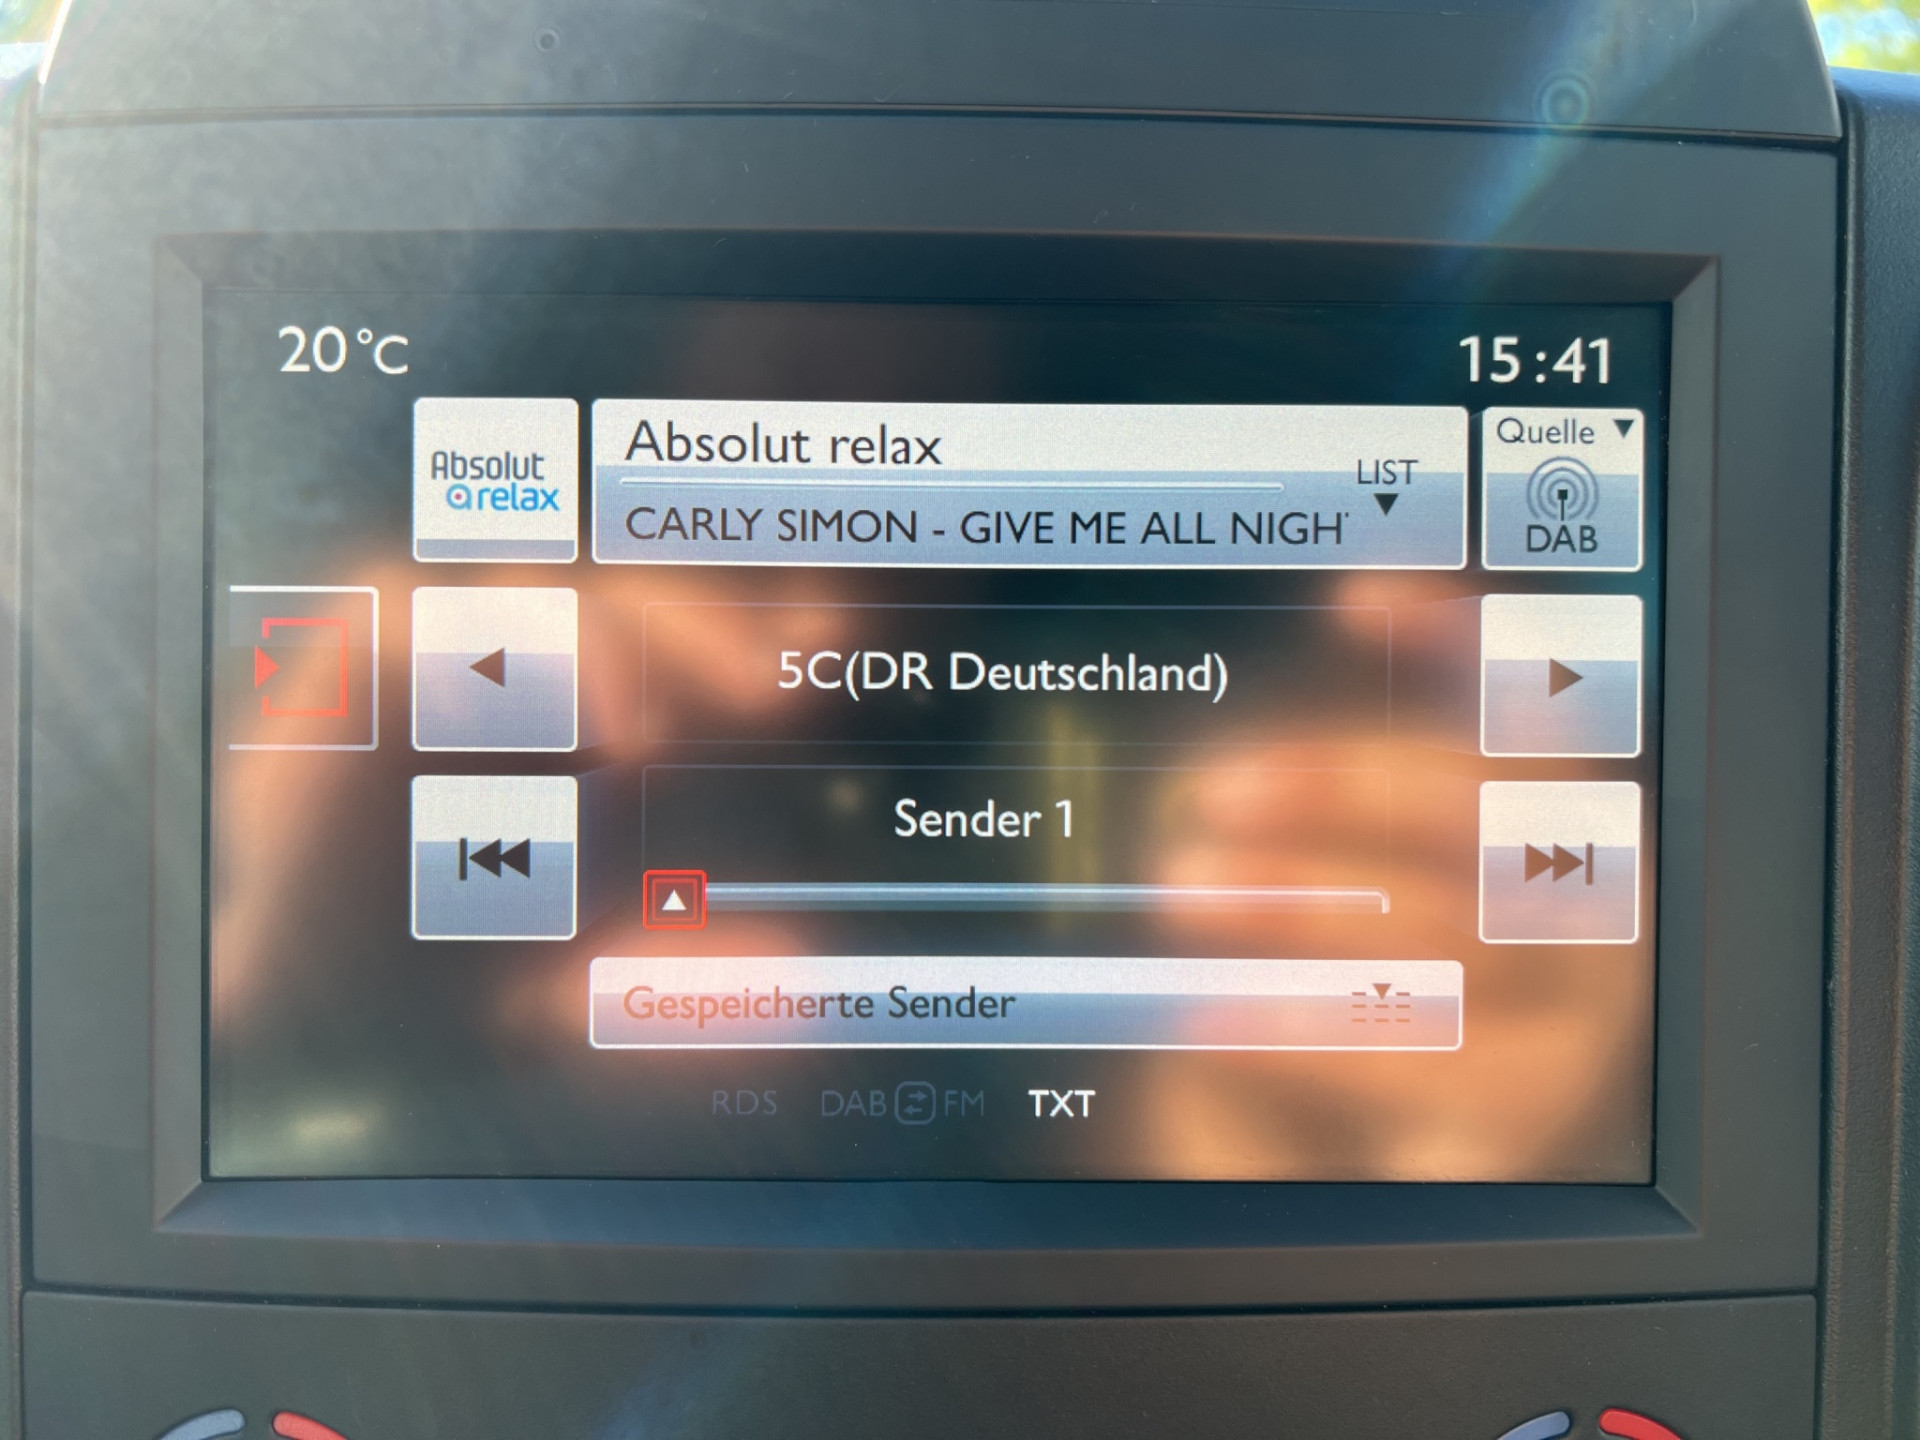 20 °C
15:41
Absolut
relax
Absolut relax
LIST
CARLY SIMON - GIVE ME ALL NIGH
Quelle
DAB
5C(DR Deutschland)
Sender 1
Gespeicherte Sender
RDS DAB FM TXT